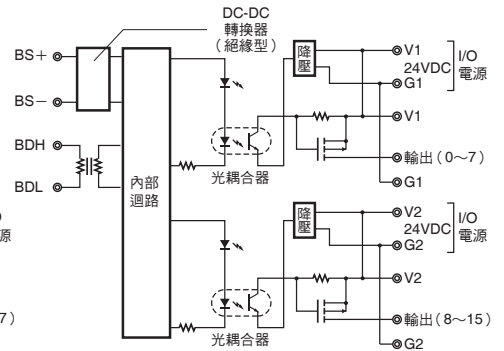 DC-DC
轉換器
（絕緣型）
BS＋
BS－
BDH
BDL
內部
迴路
降壓
V1
24VDC
G1
I/O
電源
V1
輸出（0～7）
G1
光耦合器
降壓
V2
24VDC
G2
I/O
電源
V2
輸出（8～15）
G2
光耦合器
源
7）